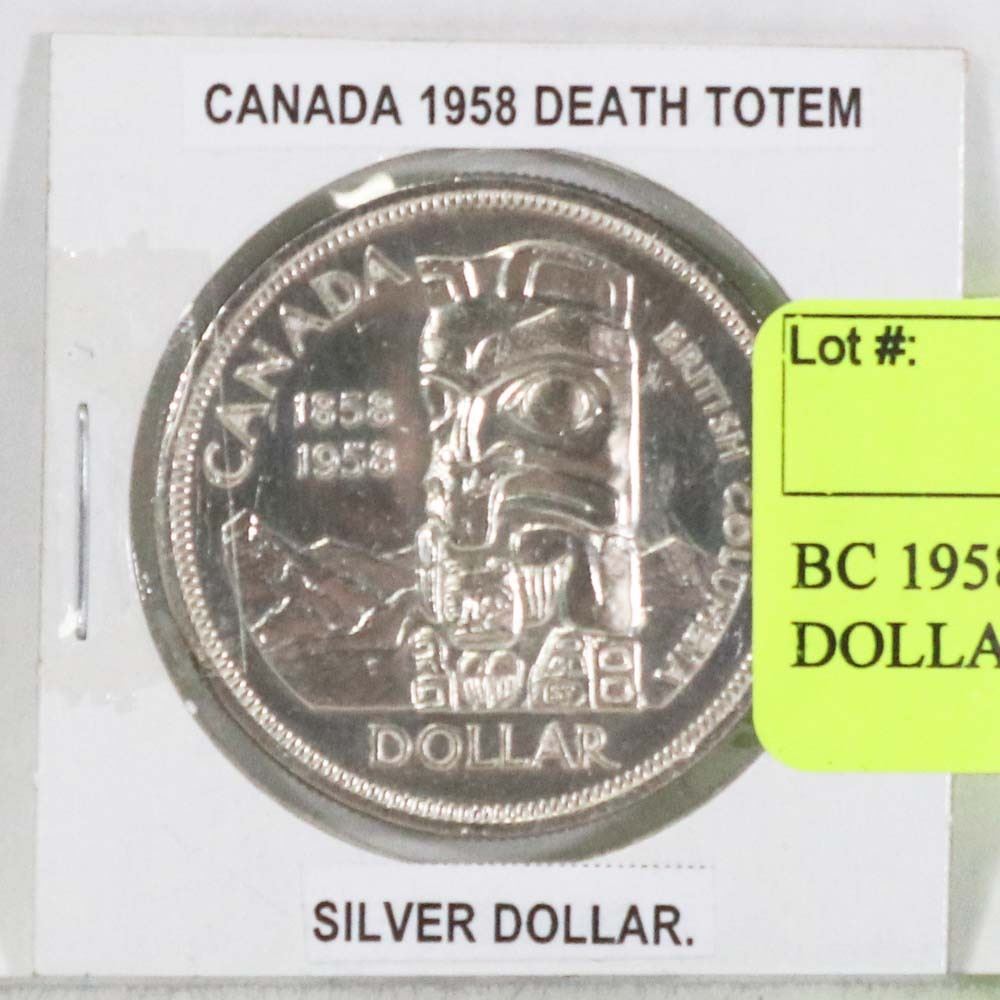 CANADA 1958 DEATH TOTEM
CANADA
1858
1958
BRITISH COLUMBIA
DOLLAR
Lot #:
BC 1958
DOLLA
SILVER DOLLAR.